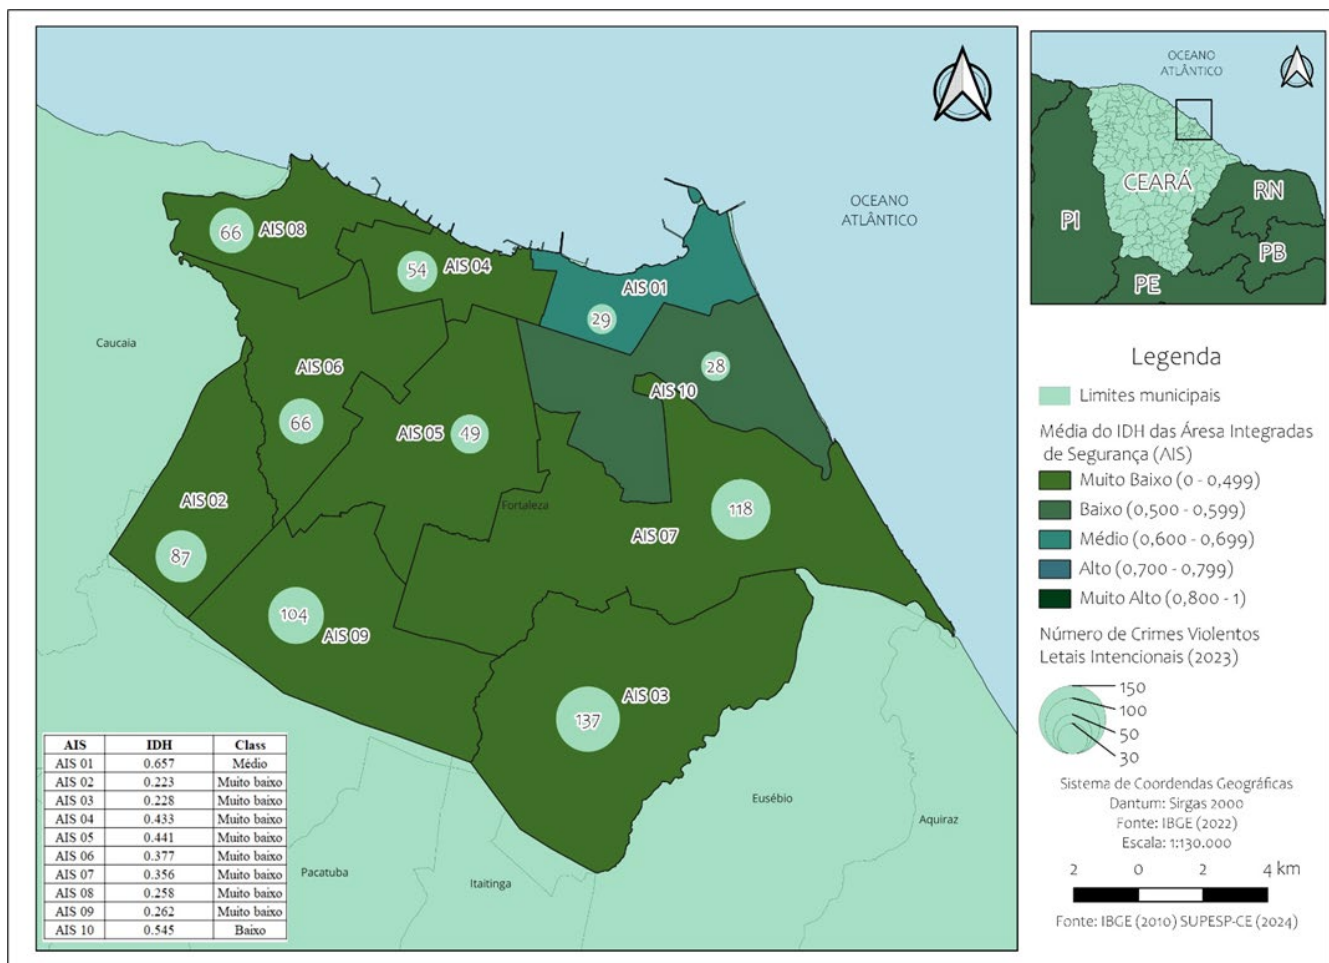 OCEANO
ATLÂNTICO
66
AIS 08
54
AIS 04
AIS 01
29
28
AIS 10
Caucaia
AIS 06
66
AIS 05
49
AIS 02
87
Fortaleza
118
AIS 07
104
AIS 09
AIS 03
137
Eusébio
Aquiraz
Pacatuba
Itaitinga
AIS IDH Class
AIS 01 0.657 Médio
AIS 02 0.223 Muito baixo
AIS 03 0.228 Muito baixo
AIS 04 0.433 Muito baixo
AIS 05 0.441 Muito baixo
AIS 06 0.377 Muito baixo
AIS 07 0.356 Muito baixo
AIS 08 0.258 Muito baixo
AIS 09 0.262 Muito baixo
AIS 10 0.545 Baixo
OCEANO
ATLÂNTICO
CEARÁ
RN
PI
PB
PE
Legenda
Limites municipais
Média do IDH das Áresa Integradas
de Segurança (AIS)
Muito Baixo (0 - 0,499)
Baixo (0,500 - 0,599)
Médio (0,600 - 0,699)
Alto (0,700 - 0,799)
Muito Alto (0,800 - 1)
Número de Crimes Violentos
Letais Intencionais (2023)
150
100
50
30
Sistema de Coordendas Geográficas
Dantum: Sirgas 2000
Fonte: IBGE (2022)
Escala: 1:130.000
2 0 2 4 km
Fonte: IBGE (2010) SUPESP-CE (2024)